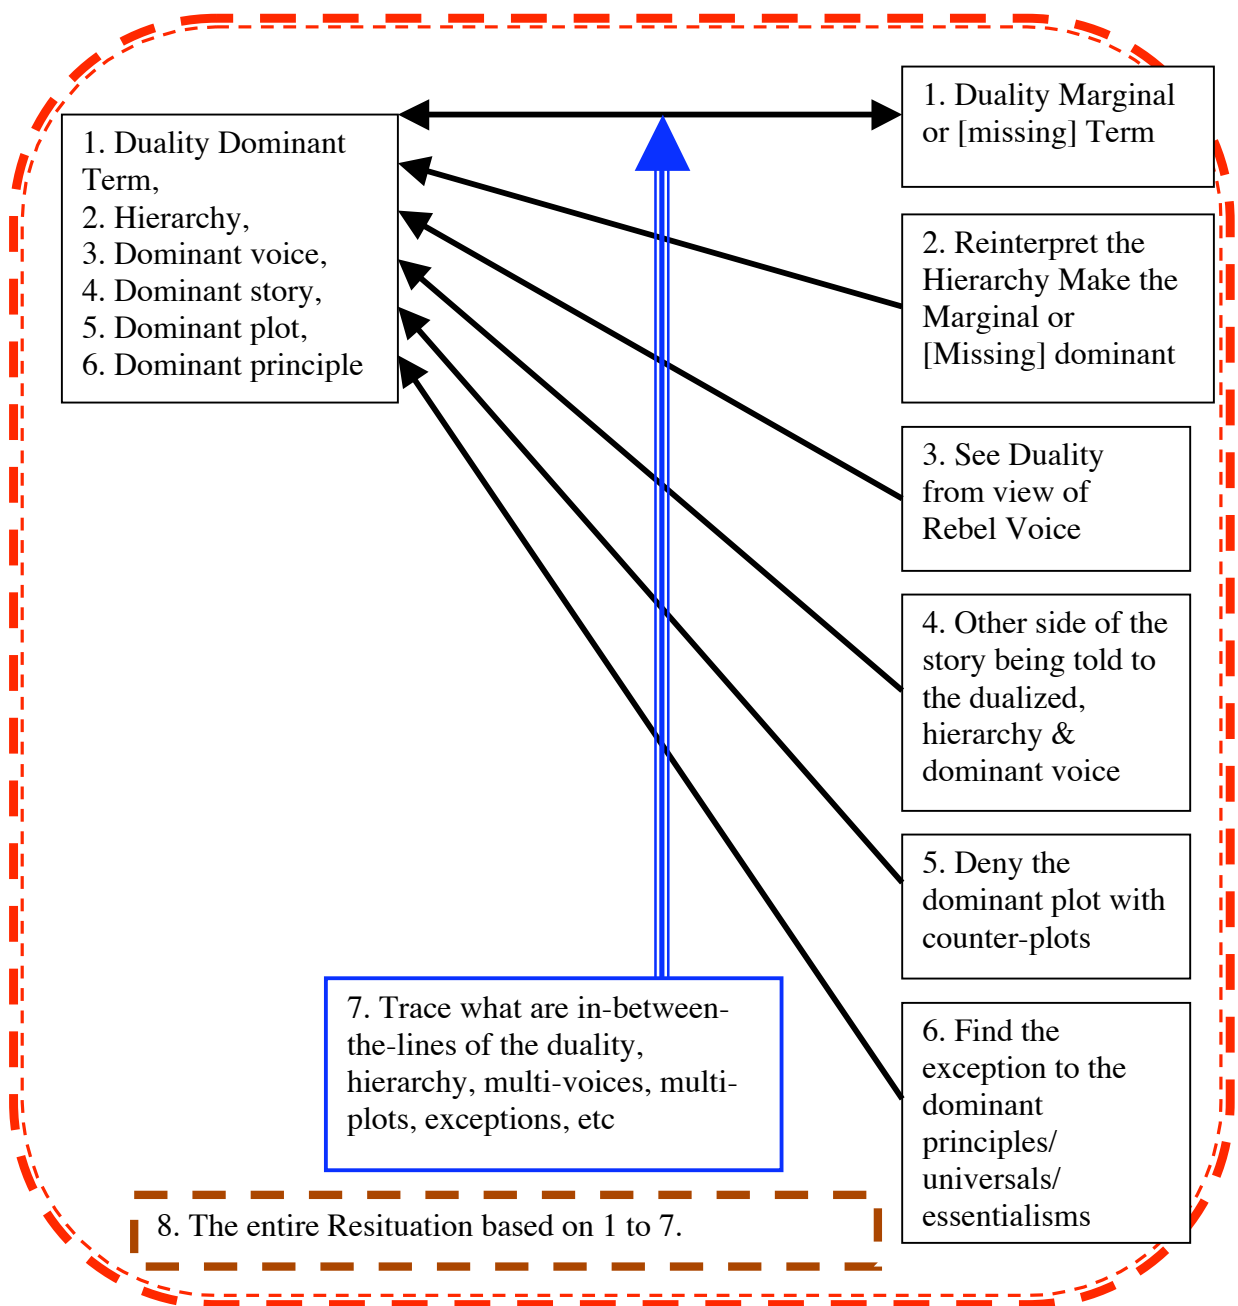 1. Duality Dominant
Term,
2. Hierarchy,
3. Dominant voice,
4. Dominant story,
5. Dominant plot,
6. Dominant principle
1. Duality Marginal
or [missing] Term
2. Reinterpret the
Hierarchy Make the
Marginal or
[Missing] dominant
3. See Duality
from view of
Rebel Voice
4. Other side of the
story being told to
the dualized,
hierarchy &
dominant voice
5. Deny the
dominant plot with
counter-plots
6. Find the
exception to the
dominant
principles/
universals/
essentialisms
7. Trace what are in-between-
the-lines of the duality,
hierarchy, multi-voices, multi-
plots, exceptions, etc
8. The entire Resituation based on 1 to 7.